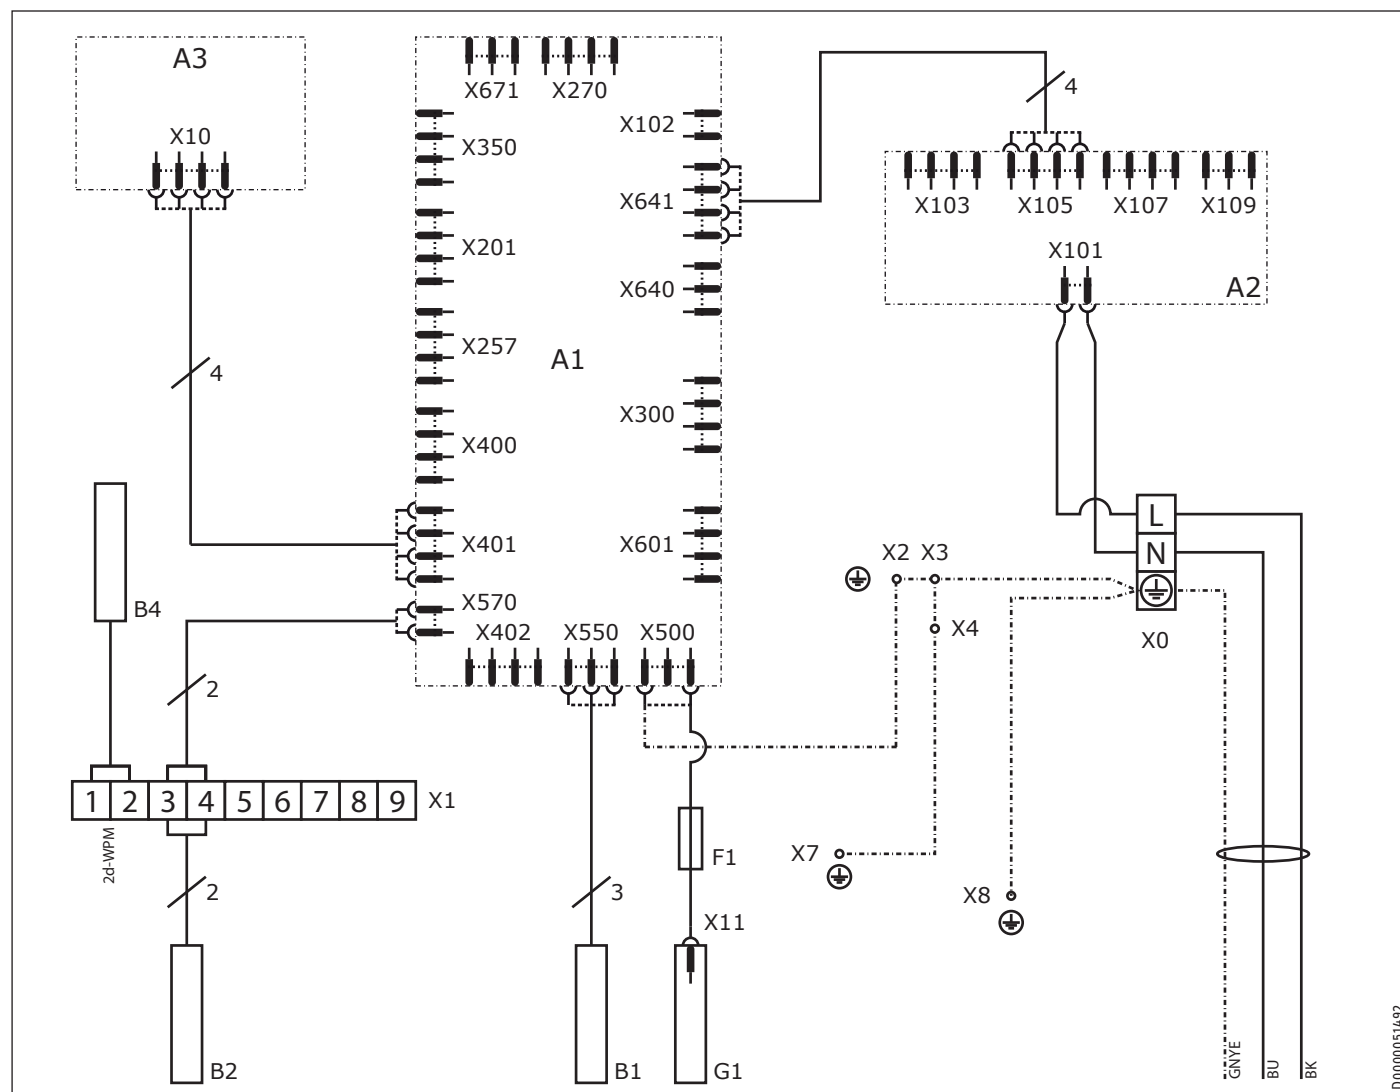 A3
X10
X671
X270
X350
X102
X641
X201
X640
X257
A1
X300
X400
X401
X601
X570
X402
X550
X500
4
4
X103
X105
X107
X109
X101
A2
L
N
X0
X2
X3
X4
X7
X8
B4
2
1
2
3
4
5
6
7
8
9
X1
2d-WPM
2
B2
3
B1
F1
X11
G1
GNYE
BU
BK
D0000051492